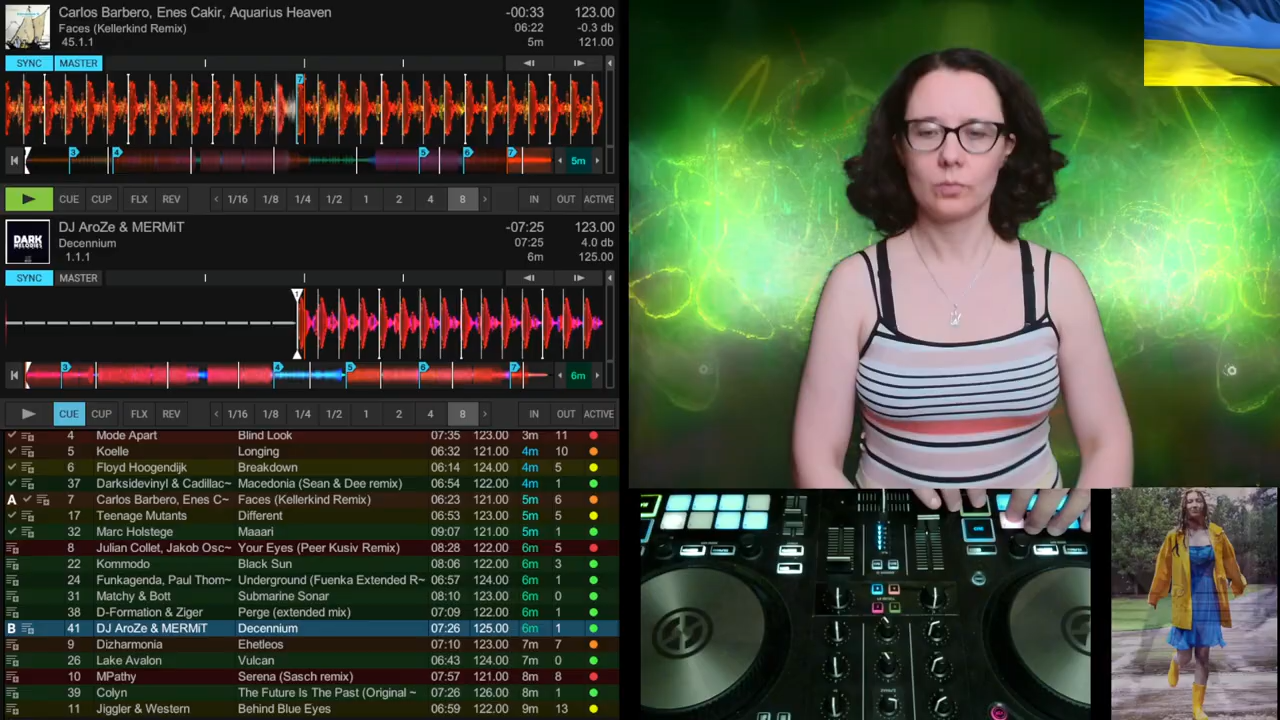 Carlos Barbero, Enes Cakir, Aquarius Heaven -00:33 123.00
Faces (Kellerkind Remix) 06:22 -0.3 db
45.1.1 5m 121.00
SYNC MASTER
7
3 4 5 6 7 5m
CUE CUP FLX REV 1/16 1/8 1/4 1/2 1 2 4 8 IN OUT ACTIVE
DJ AroZe & MERMiT -07:25 123.00
DARK MELODIES
Decennium 07:25 4.0 db
1.1.1 6m 125.00
SYNC MASTER
1
3 4 5 6 7 6m
CUE CUP FLX REV 1/16 1/8 1/4 1/2 1 2 4 8 IN OUT ACTIVE
4 Mode Apart Blind Look 07:35 123.00 3m 11
5 Koelle Longing 06:32 121.00 4m 10
6 Floyd Hoogendijk Breakdown 06:14 124.00 4m 5
37 Darksidevinyl & Cadillac~ Macedonia (Sean & Dee remix) 06:54 122.00 4m 1
A 7 Carlos Barbero, Enes C~ Faces (Kellerkind Remix) 06:23 121.00 5m 6
17 Teenage Mutants Different 06:53 123.00 5m 5
32 Marc Holstege Maaari 09:07 121.00 5m 1
8 Julian Collet, Jakob Osc~ Your Eyes (Peer Kusiv Remix) 08:28 122.00 6m 5
22 Kommodo Black Sun 08:06 122.00 6m 3
24 Funkagenda, Paul Thom~ Underground (Fuenka Extended R~ 06:57 124.00 6m 1
31 Matchy & Bott Submarine Sonar 08:10 123.00 6m 0
38 D-Formation & Ziger Perge (extended mix) 07:09 122.00 6m 1
B 41 DJ AroZe & MERMiT Decennium 07:26 125.00 6m 1
9 Dizharmonia Ehetleos 07:10 123.00 7m 7
26 Lake Avalon Vulcan 06:43 124.00 7m 0
10 MPathy Serena (Sasch remix) 07:57 121.00 8m 8
39 Colyn The Future Is The Past (Original ~ 07:26 126.00 8m 1
11 Jiggler & Western Behind Blue Eyes 06:59 122.00 9m 13